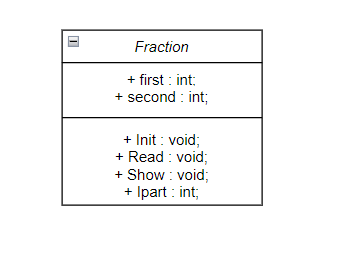 Fraction
+ first : int;
+ second : int;
+ Init : void;
+ Read : void;
+ Show : void;
+ Ipart : int;